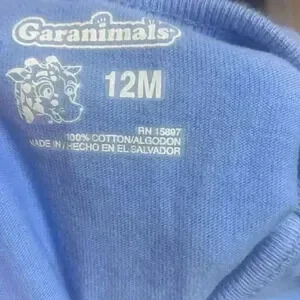 Garanimals
12M
RN 15897
100% COTTON/ALGODON
MADE IN/HECHO EN EL SALVADOR